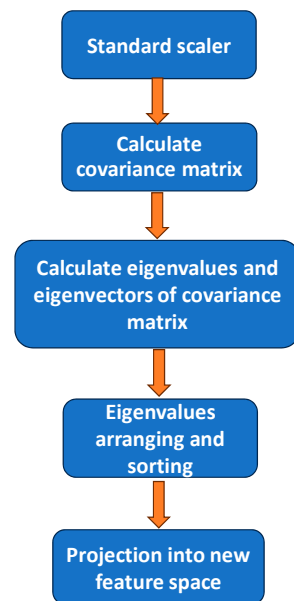 Standard scaler
Calculate
covariance matrix
Calculate eigenvalues and
eigenvectors of covariance
matrix
Eigenvalues
arranging and
sorting
Projection into new
feature space